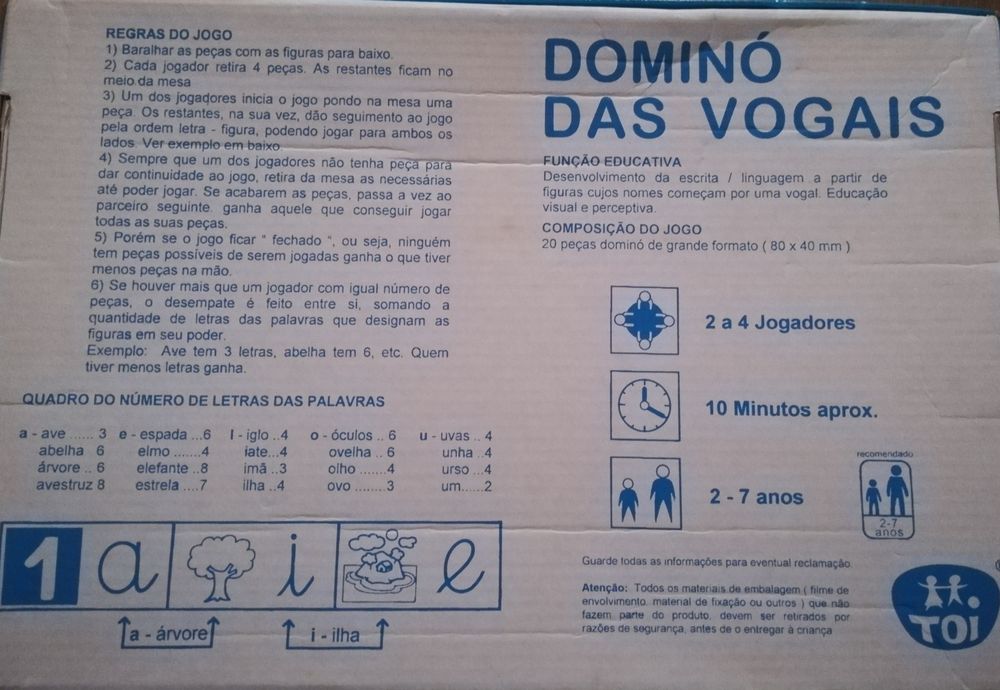 REGRAS DO JOGO
1) Baralhar as peças com as figuras para baixo.
2) Cada jogador retira 4 peças. As restantes ficam no
meio da mesa
3) Um dos jogadores inicia o jogo pondo na mesa uma
peça. Os restantes, na sua vez, dão seguimento ao jogo
pela ordem letra - figura, podendo jogar para ambos os
lados. Ver exemplo em baixo.
4) Sempre que um dos jogadores não tenha peça para
dar continuidade ao jogo, retira da mesa as necessárias
até poder jogar. Se acabarem as peças, passa a vez ao
parceiro seguinte. ganha aquele que conseguir jogar
todas as suas peças.
5) Porém se o jogo ficar " fechado ", ou seja, ninguém
tem peças possíveis de serem jogadas ganha o que tiver
menos peças na mão.
6) Se houver mais que um jogador com igual número de
peças, o desempate é feito entre si, somando a
quantidade de letras das palavras que designam as
figuras em seu poder.
Exemplo: Ave tem 3 letras, abelha tem 6, etc. Quem
tiver menos letras ganha.
QUADRO DO NÚMERO DE LETRAS DAS PALAVRAS
a - ave ...... 3 e - espada ...6 I - iglo ..4 o - óculos .. 6 u - uvas .. 4
abelha 6 elmo .......4 iate...4 ovelha .. 6 unha ..4
árvore .. 6 elefante ..8 imã ..3 olho ......4 urso ...4
avestruz 8 estrela ....7 ilha ..4 ovo ........3 um......2
1 a i e
a - árvore i - ilha
DOMINÓ
DAS VOGAIS
FUNÇÃO EDUCATIVA
Desenvolvimento da escrita / linguagem a partir de
figuras cujos nomes começam por uma vogal. Educação
visual e perceptiva.
COMPOSIÇÃO DO JOGO
20 peças dominó de grande formato ( 80 x 40 mm )
2 a 4 Jogadores
10 Minutos aprox.
2 - 7 anos
recomendado
2-7
anos
Guarde todas as informações para eventual reclamação.
Atenção: Todos os materiais de embalagem ( filme de
envolvimento, material de fixação ou outros ) que não
fazem parte do produto, devem ser retirados por
razões de segurança, antes de o entregar à criança
TOI